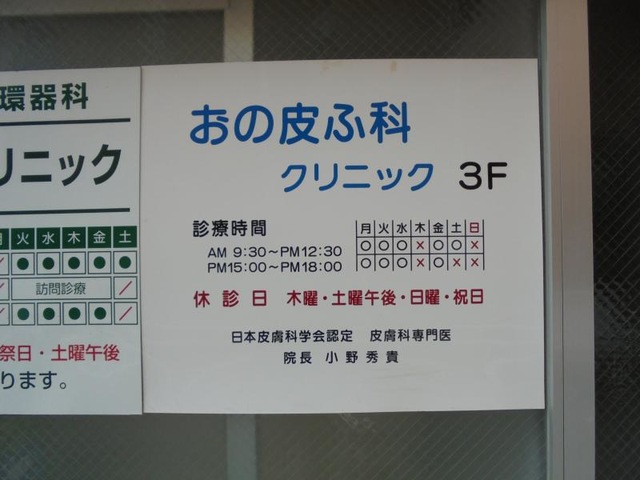 環器科
リニック
火 水 木 金 土
／ ● ● ● ● ●
／ 訪問診療 ／
／ ● ● ● ● ／
祭日・土曜午後
ります。
おの皮ふ科
クリニック 3F
診療時間
月 火 水 木 金 土 日
AM 9:30～PM12:30 ○ ○ ○ × ○ ○ ×
PM15:00～PM18:00 ○ ○ ○ × ○ × ×
休診日 木曜・土曜午後・日曜・祝日
日本皮膚科学会認定 皮膚科専門医
院長 小野秀貴